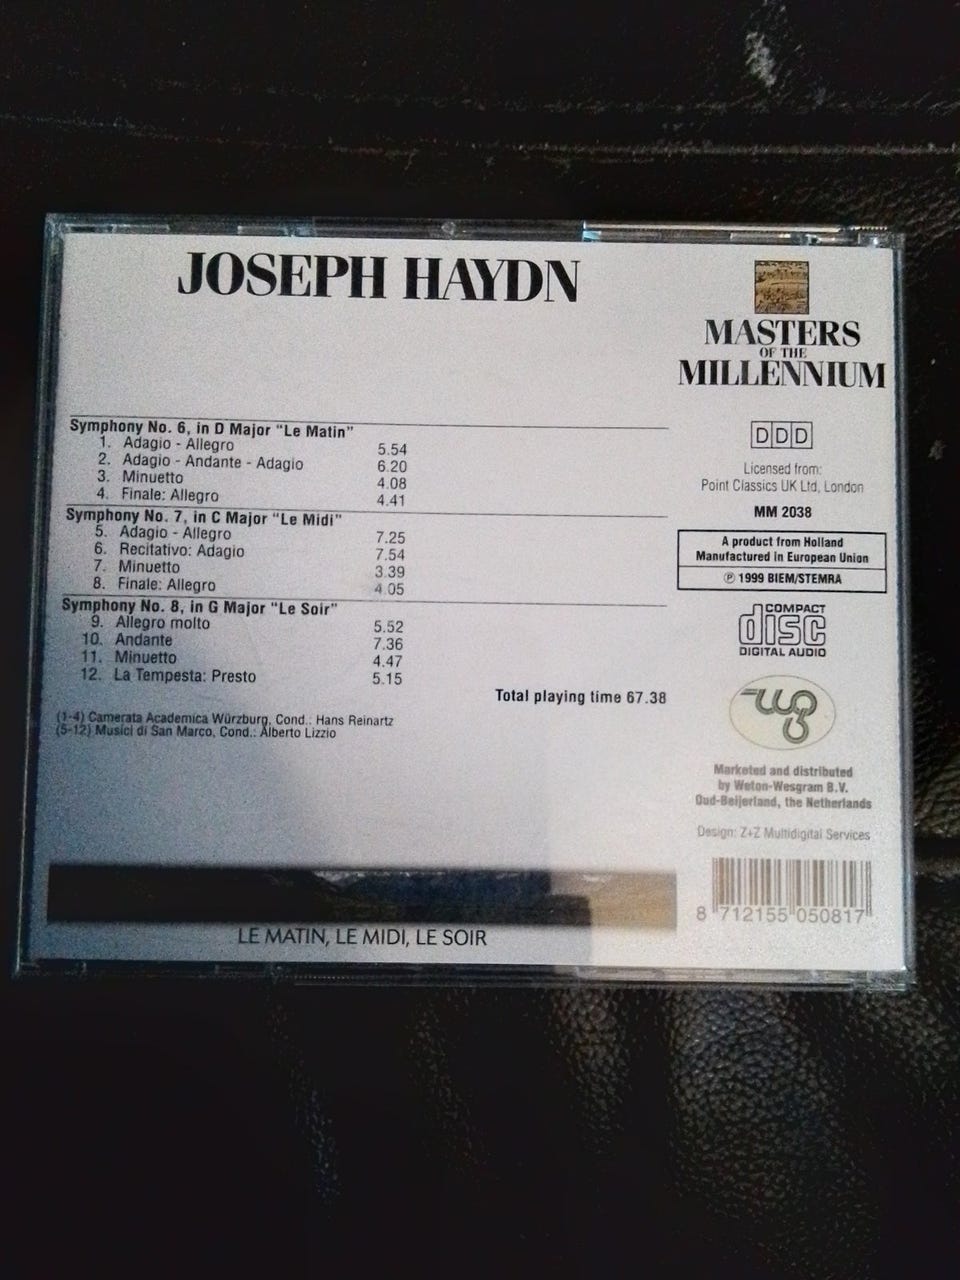 JOSEPH HAYDN
Symphony No. 6, in D Major "Le Matin"
1. Adagio - Allegro 5.54
2. Adagio - Andante - Adagio 6.20
3. Minuetto 4.08
4. Finale: Allegro 4.41
Symphony No. 7, in C Major "Le Midi"
5. Adagio - Allegro 7.25
6. Recitativo: Adagio 7.54
7. Minuetto 3.39
8. Finale: Allegro 4.05
Symphony No. 8, in G Major "Le Soir"
9. Allegro molto 5.52
10. Andante 7.36
11. Minuetto 4.47
12. La Tempesta: Presto 5.15
Total playing time 67.38
(1-4) Camerata Academica Würzburg, Cond.: Hans Reinartz
(5-12) Musici di San Marco, Cond.: Alberto Lizzio
LE MATIN, LE MIDI, LE SOIR
MASTERS
OF THE
MILLENNIUM
DDD
Licensed from:
Point Classics UK Ltd, London
MM 2038
A product from Holland
Manufactured in European Union
℗ 1999 BIEM/STEMRA
COMPACT
disc
DIGITAL AUDIO
wg
Marketed and distributed
by Weton-Wesgram B.V.
Oud-Beijerland, the Netherlands
Design: Z+Z Multidigital Services
8 712155 050817